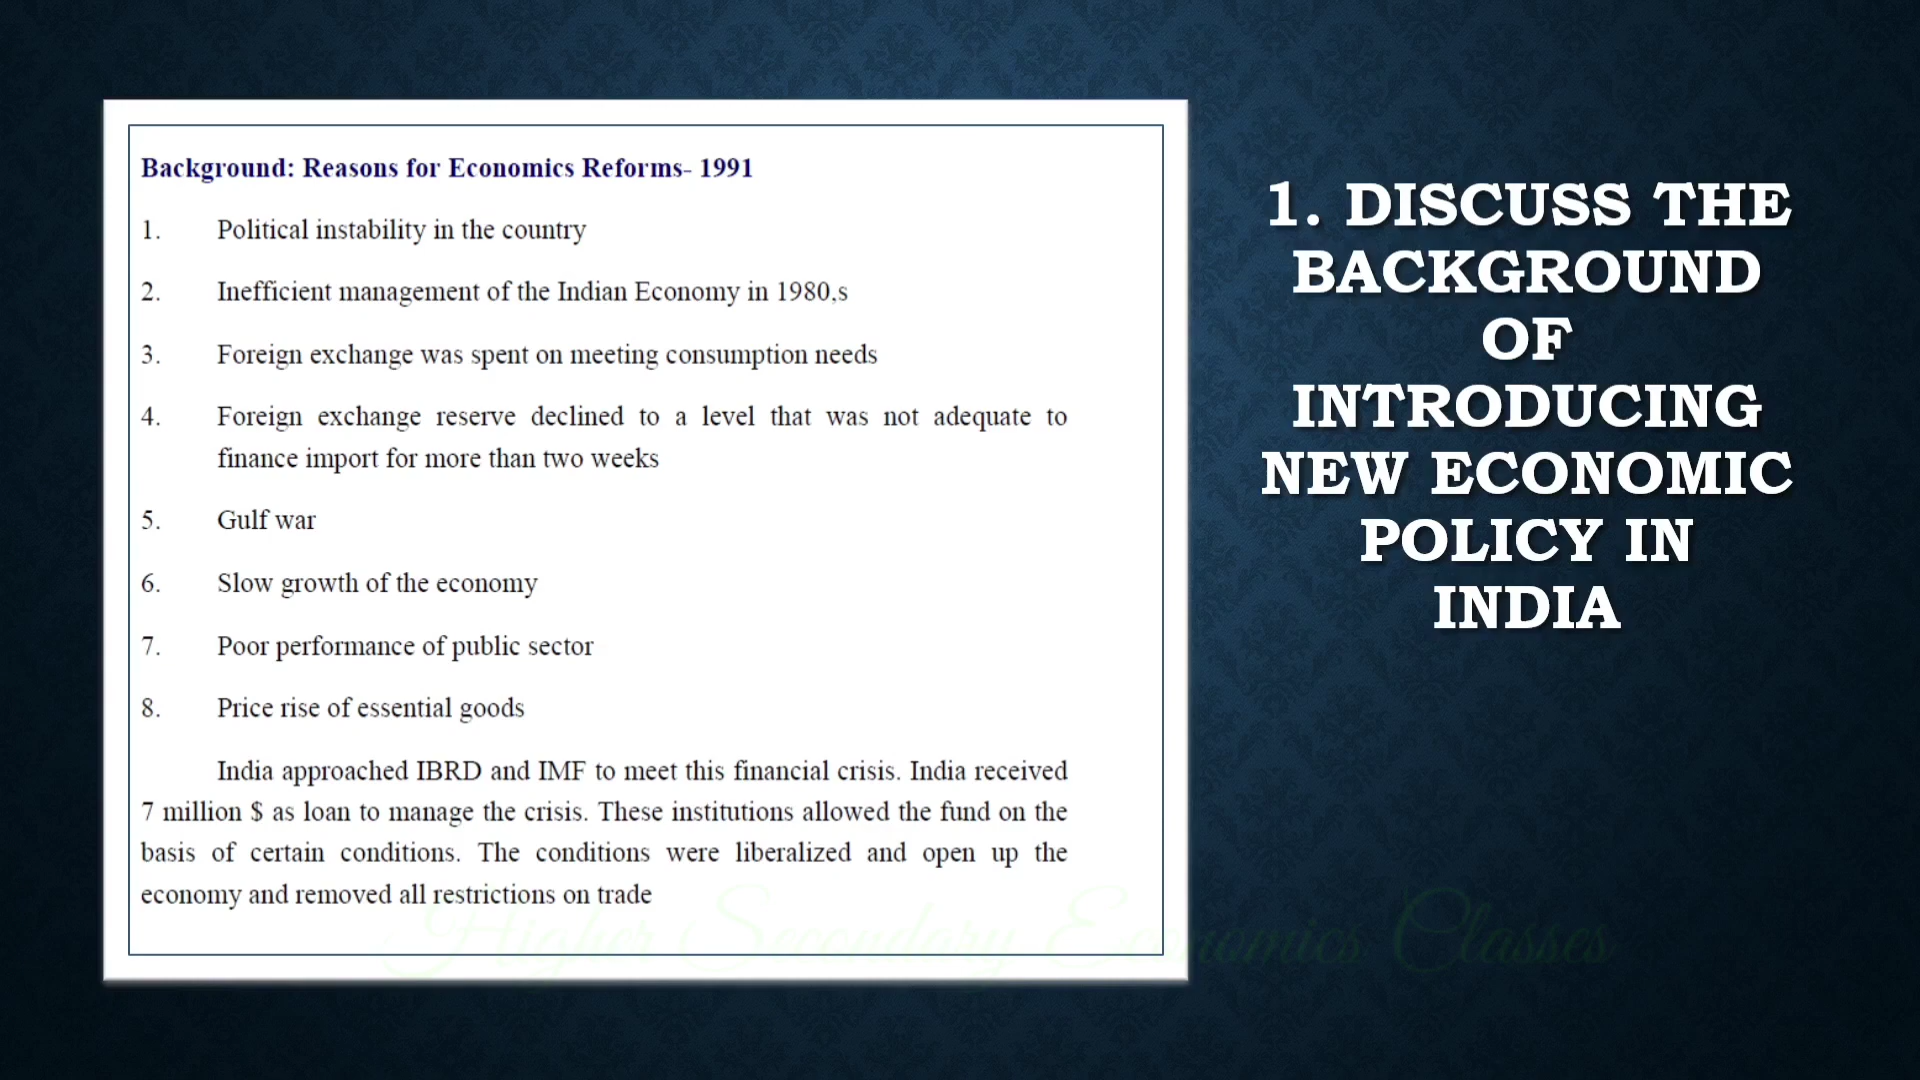 Background: Reasons for Economics Reforms- 1991
1. Political instability in the country
2. Inefficient management of the Indian Economy in 1980,s
3. Foreign exchange was spent on meeting consumption needs
4. Foreign exchange reserve declined to a level that was not adequate to
finance import for more than two weeks
5. Gulf war
6. Slow growth of the economy
7. Poor performance of public sector
8. Price rise of essential goods
India approached IBRD and IMF to meet this financial crisis. India received
7 million $ as loan to manage the crisis. These institutions allowed the fund on the
basis of certain conditions. The conditions were liberalized and open up the
economy and removed all restrictions on trade
Higher Secondary Economics Classes
1. DISCUSS THE
BACKGROUND
OF
INTRODUCING
NEW ECONOMIC
POLICY IN
INDIA